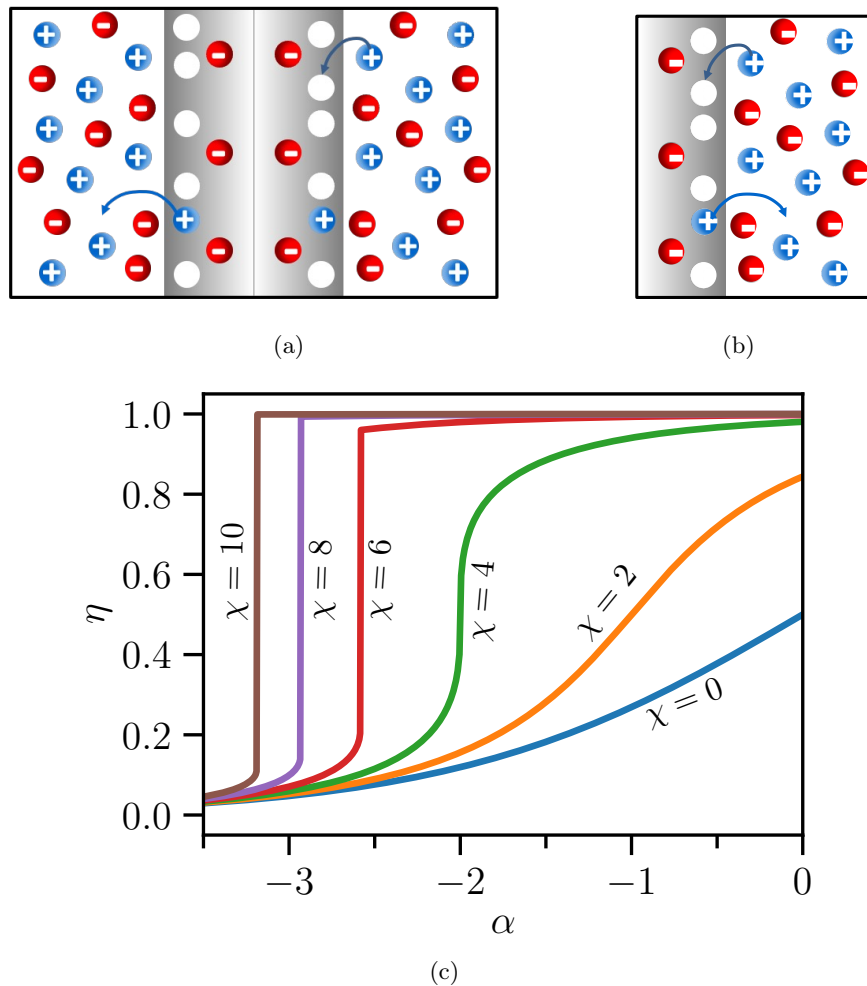 (a)
(b)
1.0
0.8
0.6
0.4
0.2
0.0
η
χ = 10
χ = 8
χ = 6
χ = 4
χ = 2
χ = 0
−3
−2
−1
0
α
(c)